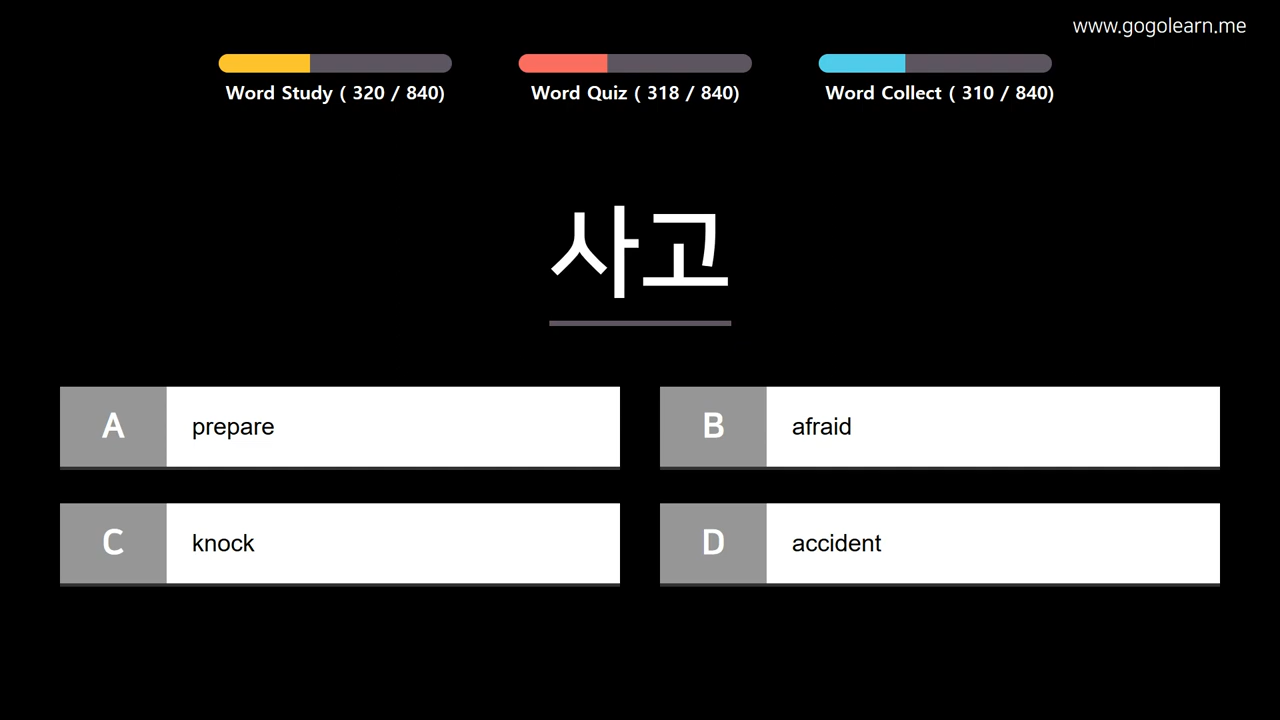 www.gogolearn.me
Word Study ( 320 / 840)
Word Quiz ( 318 / 840)
Word Collect ( 310 / 840)
사고
A prepare
B afraid
C knock
D accident